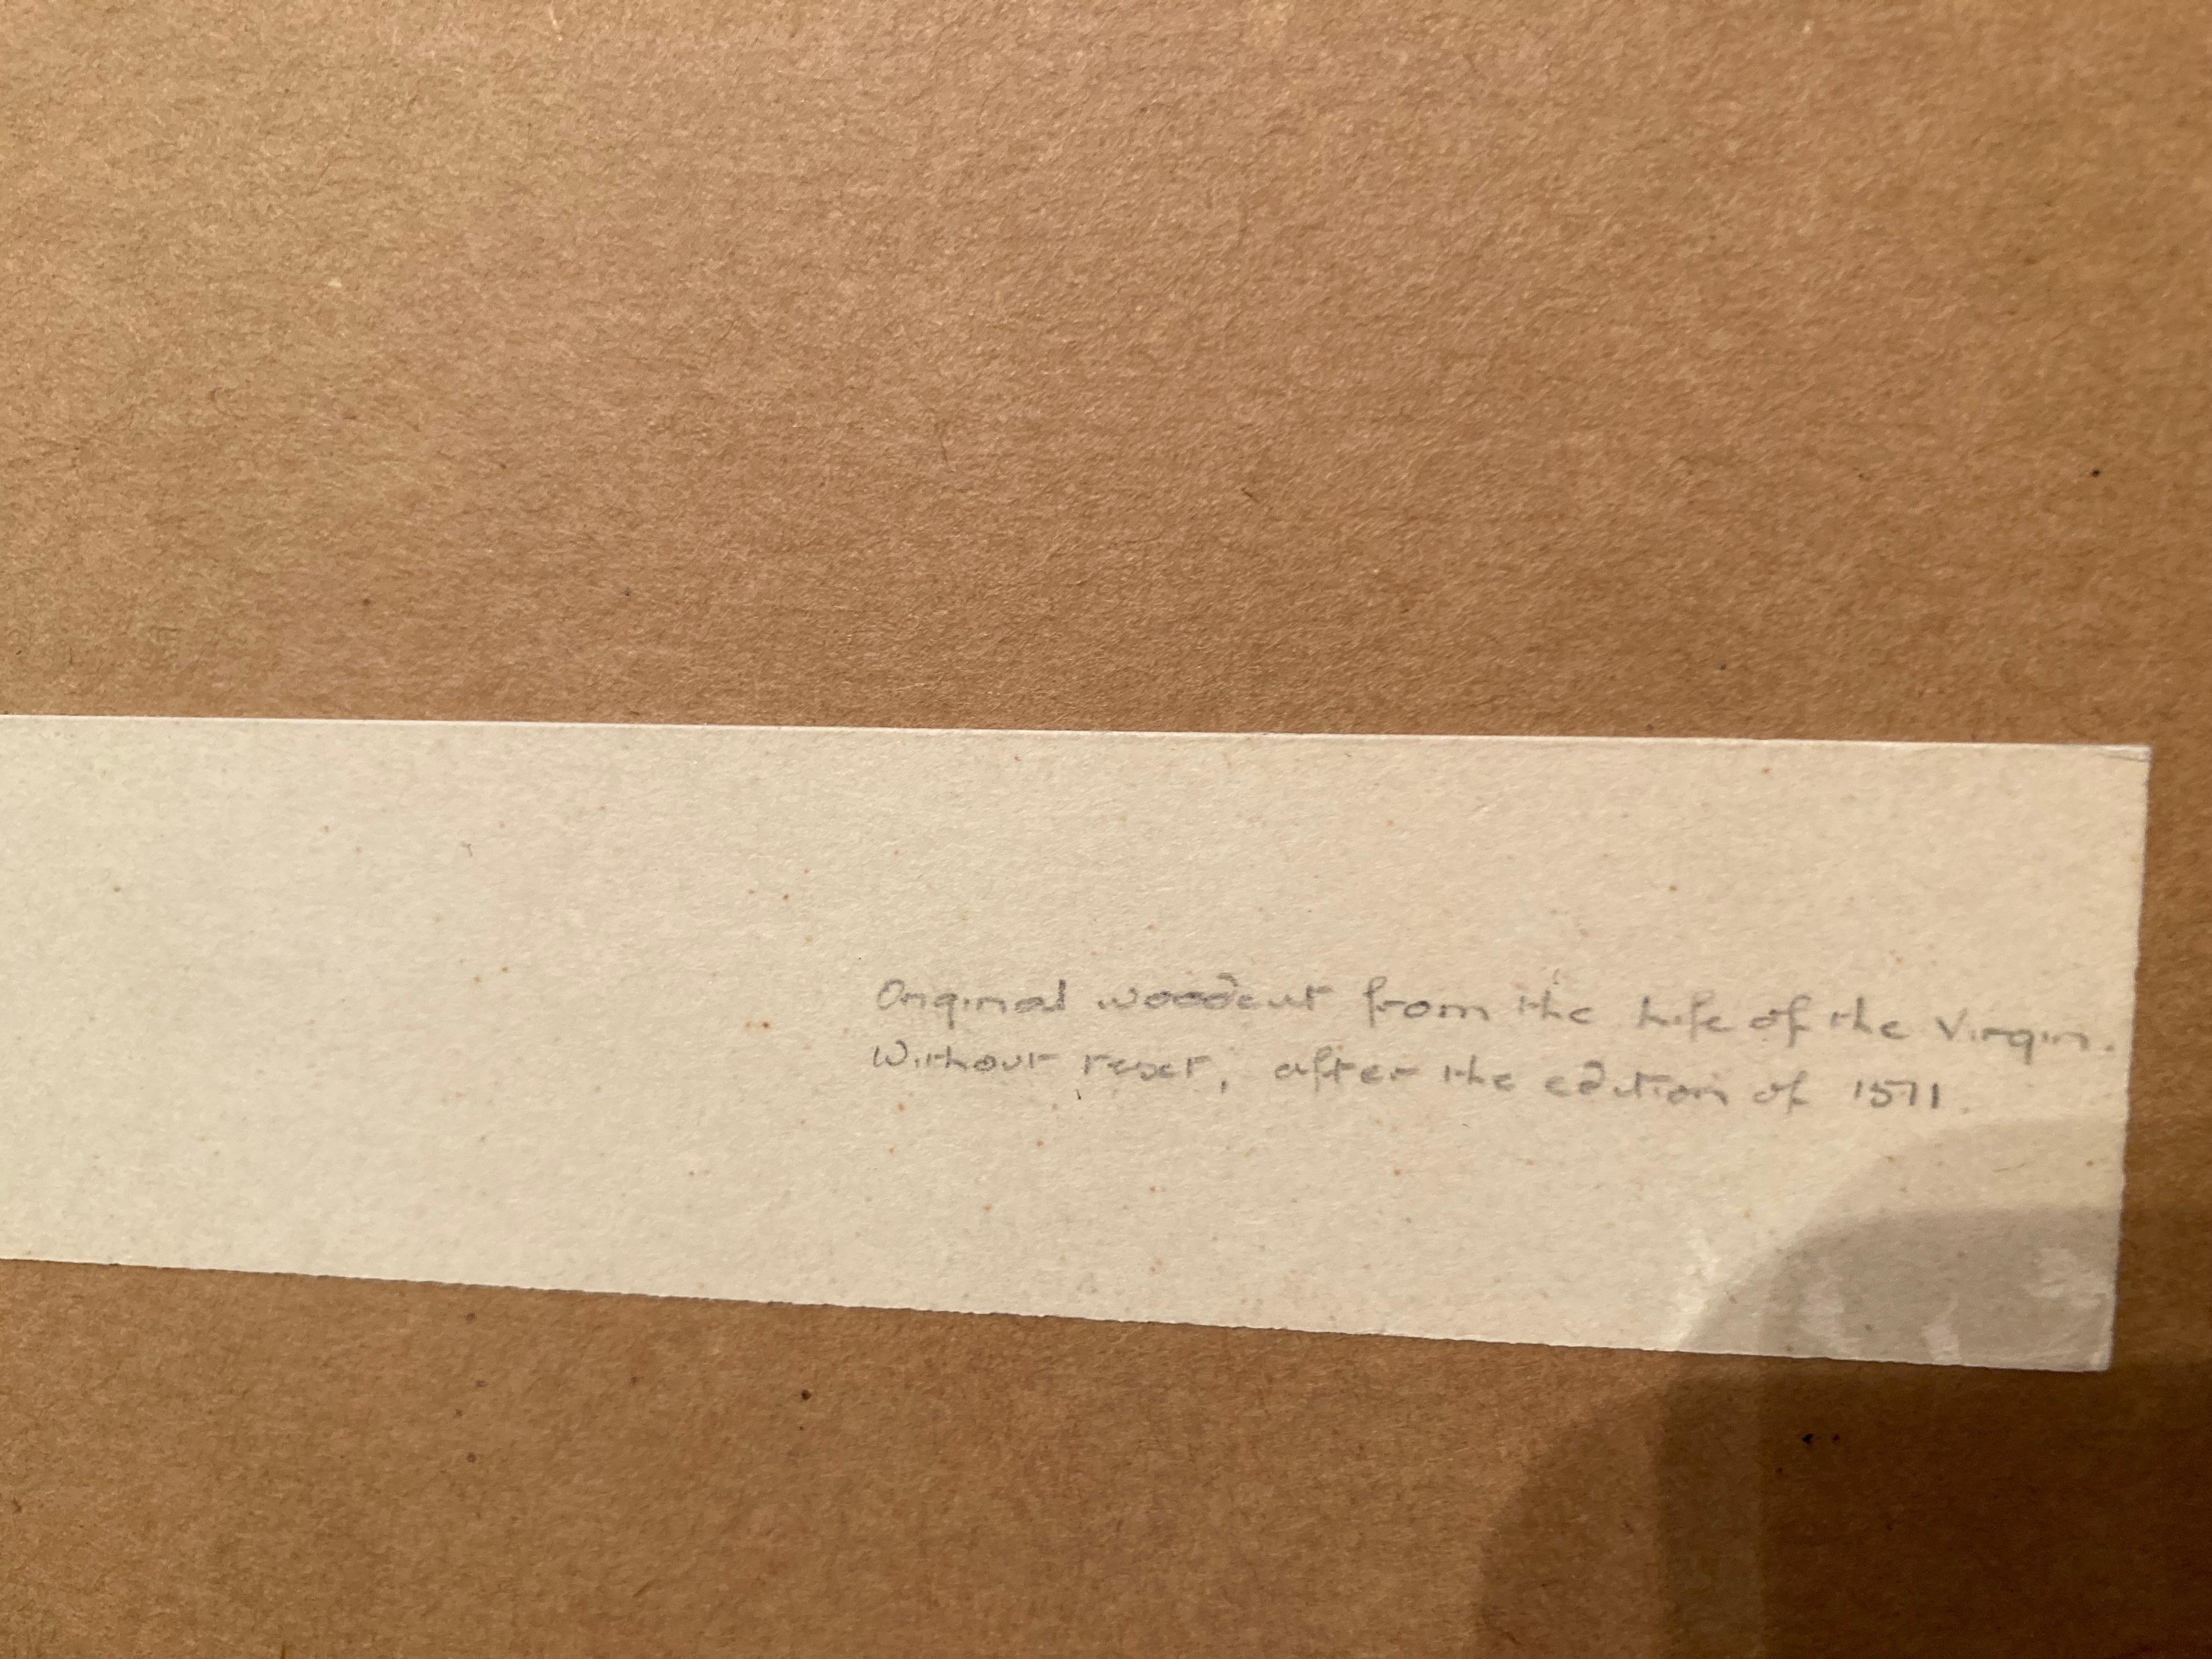 Original woodcut from the Life of the Virgin.
Without text, after the edition of 1511.